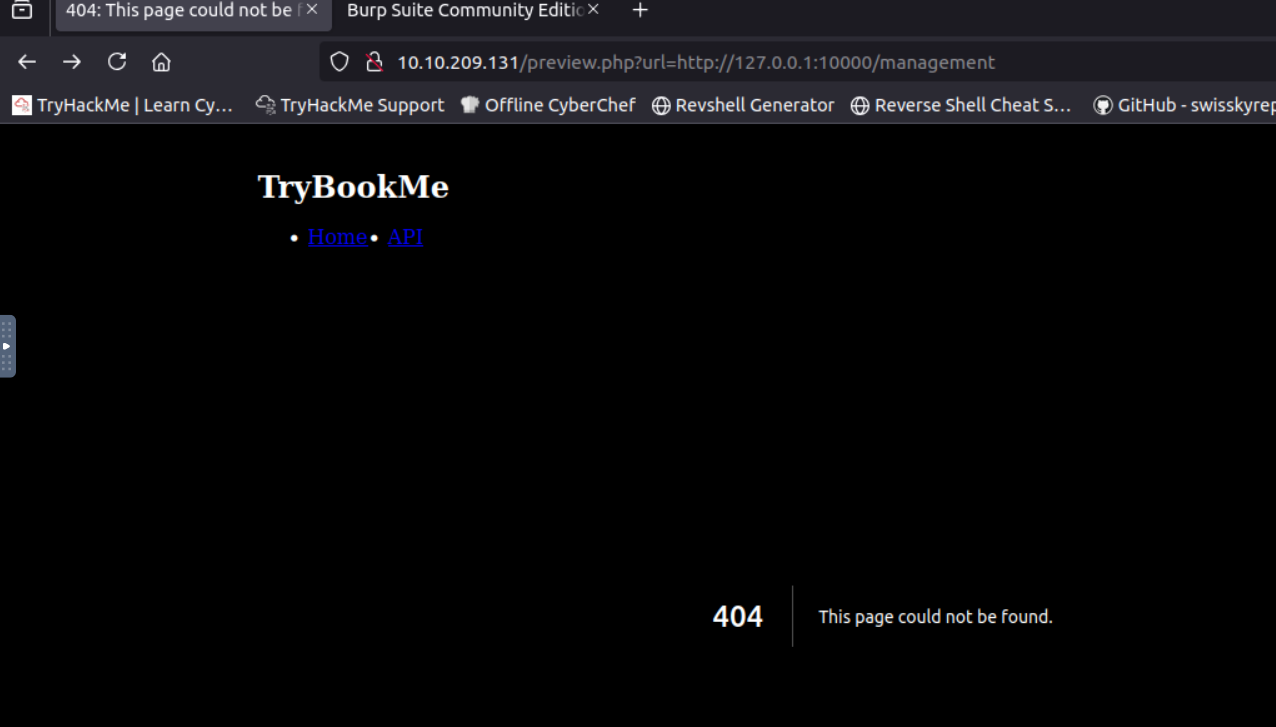 404: This page could not be f
Burp Suite Community Editio
10.10.209.131/preview.php?url=http://127.0.0.1:10000/management
TryHackMe | Learn Cy… TryHackMe Support Offline CyberChef Revshell Generator Reverse Shell Cheat S… GitHub - swisskyrep
TryBookMe
• Home • API
404 This page could not be found.